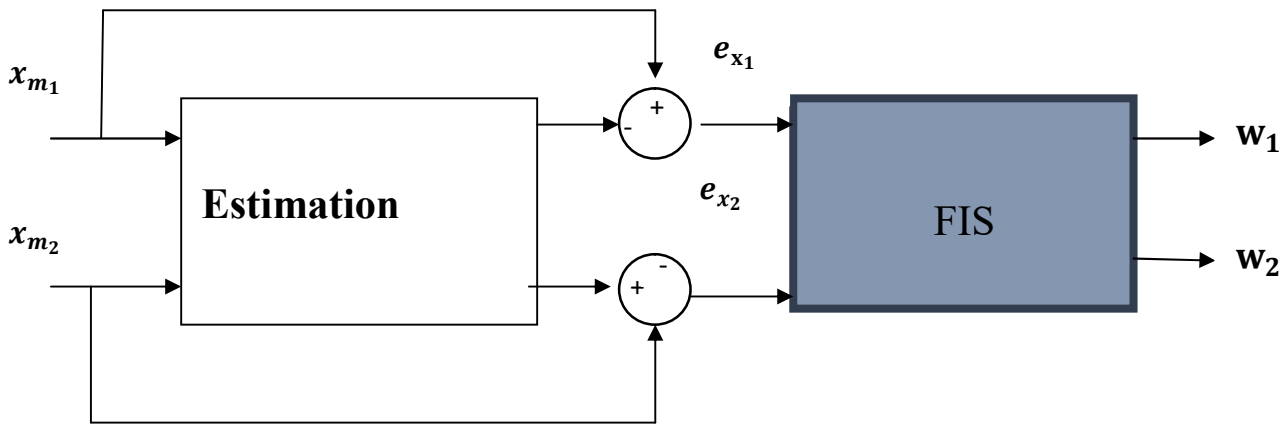 x_{m_1}
e_{x_1}
+
-
Estimation
e_{x_2}
FIS
w_1
x_{m_2}
-
+
w_2